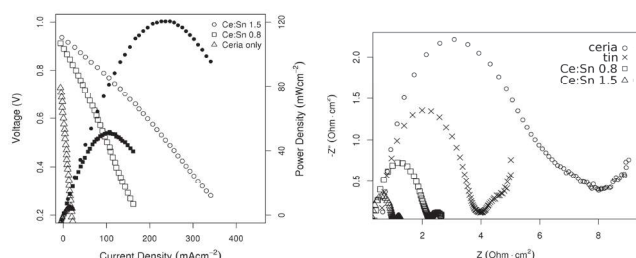 Ce:Sn 1.5
Ce:Sn 0.8
Ceria only
1.0
0.8
0.6
0.4
0.2
Voltage (V)
120
80
40
0
Power Density (mWcm⁻²)
0 100 200 300 400
Current Density (mAcm⁻²)
ceria
tin
Ce:Sn 0.8
Ce:Sn 1.5
2.0
1.5
0.5
-Z'' (Ohm·cm²)
0 2 4 6 8
Z (Ohm·cm²)